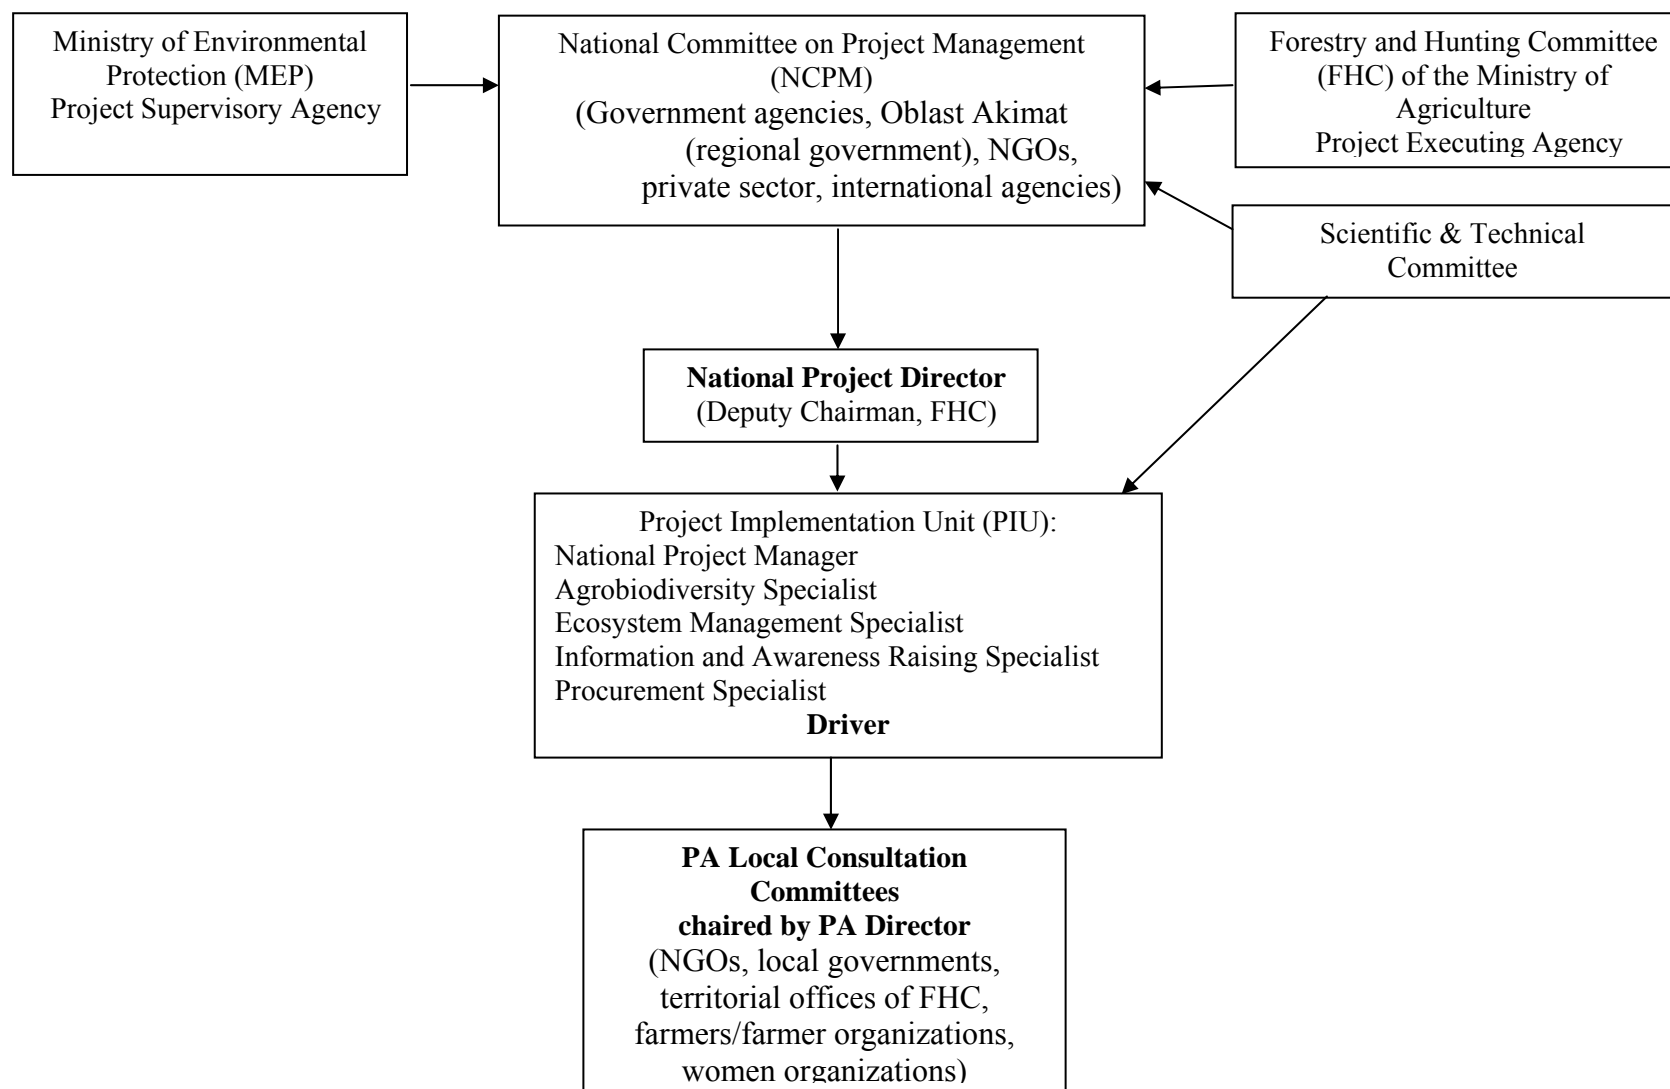 Ministry of Environmental
Protection (MEP)
Project Supervisory Agency
National Committee on Project Management
(NCPM)
(Government agencies, Oblast Akimat
(regional government), NGOs,
private sector, international agencies)
Forestry and Hunting Committee
(FHC) of the Ministry of
Agriculture
Project Executing Agency
Scientific & Technical
Committee
National Project Director
(Deputy Chairman, FHC)
Project Implementation Unit (PIU):
National Project Manager
Agrobiodiversity Specialist
Ecosystem Management Specialist
Information and Awareness Raising Specialist
Procurement Specialist
Driver
PA Local Consultation
Committees
chaired by PA Director
(NGOs, local governments,
territorial offices of FHC,
farmers/farmer organizations,
women organizations)